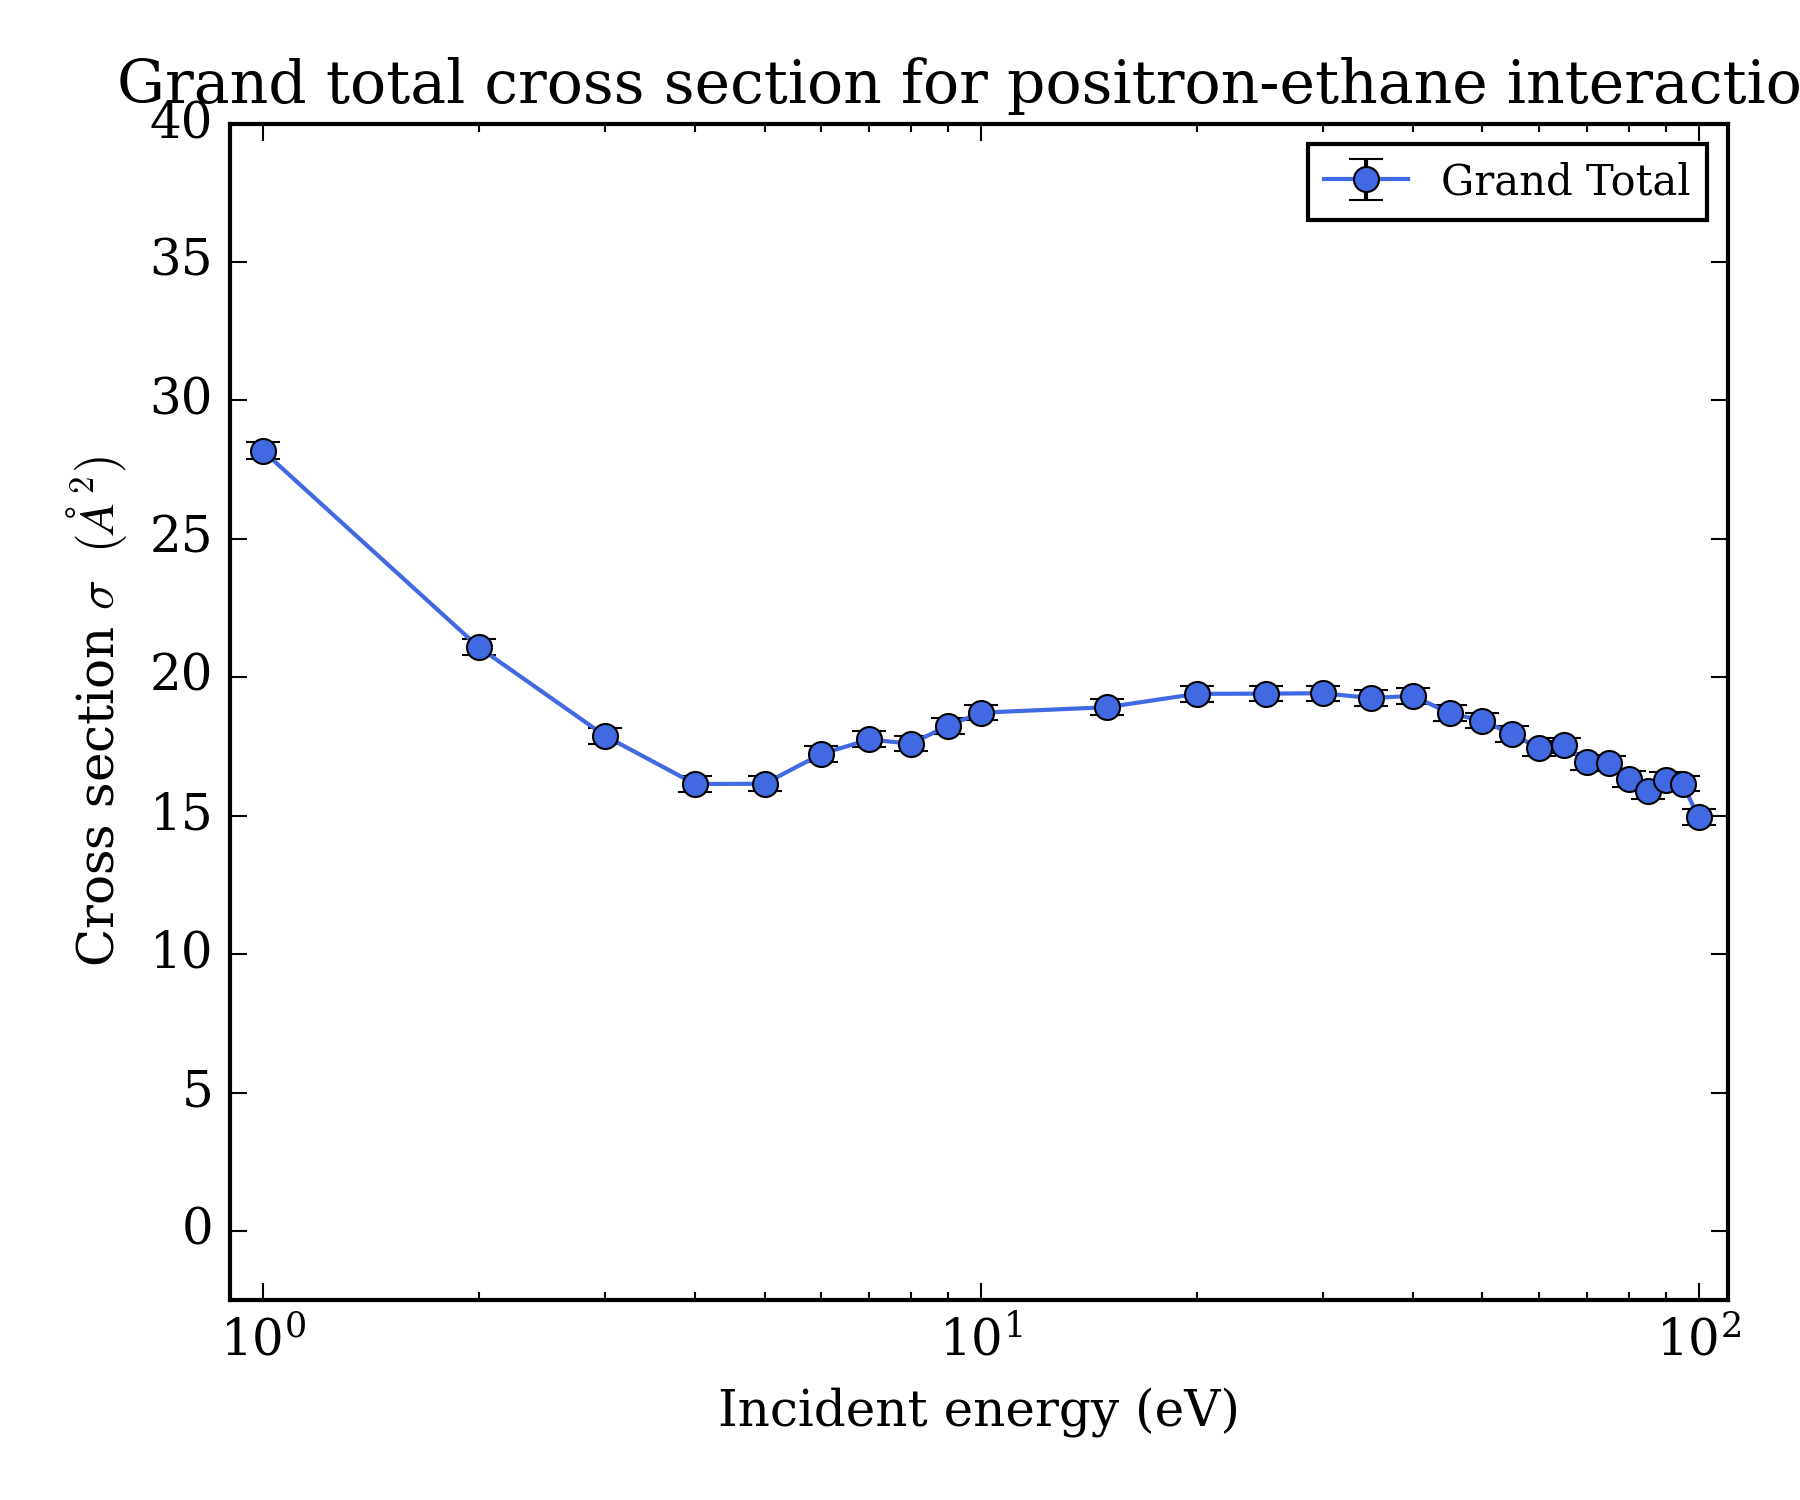 Grand total cross section for positron-ethane interactio
Grand Total
40
35
30
25
20
15
10
5
0
Cross section σ (Å²)
10⁰ 10¹ 10²
Incident energy (eV)